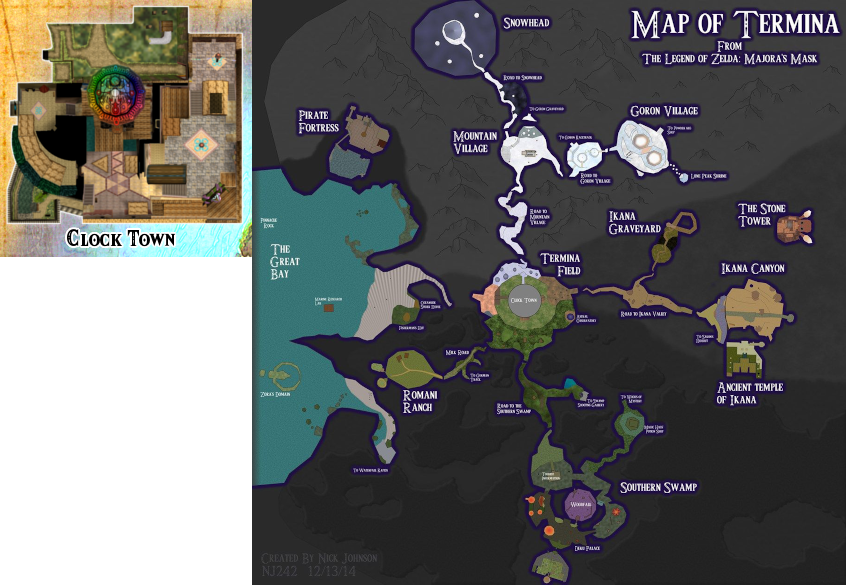 Clock Town
Map of Termina
From
The Legend of Zelda: Majora's Mask
Snowhead
Road to Snowhead
To Goron Graveyard
Pirate
Fortress
Mountain
Village
To Goron Racetrack
Road to
Goron Village
Goron Village
To Powder Keg
Shop
Lone Peak Shrine
Road to
Mountain
Village
Ikana
Graveyard
The Stone
Tower
Pinnacle
Rock
The
Great
Bay
Termina
Field
Clock Town
Astral
Observatory
Ikana Canyon
Road to Ikana Valley
To Secret
Shrine
Marine Research
Lab
Oceanside
Spider House
Fisherman's Hut
Milk Road
To Gorman
Track
Romani
Ranch
Zora's Domain
Ancient temple
of Ikana
Road to the
Southern Swamp
To Swamp
Shooting Gallery
To Woods of
Mystery
Magic Hags'
Potion Shop
To Waterfall Rapids
Tourist
Information
Southern Swamp
Woodfall
Deku Palace
Created By Nick Johnson
NJ242 12/13/14